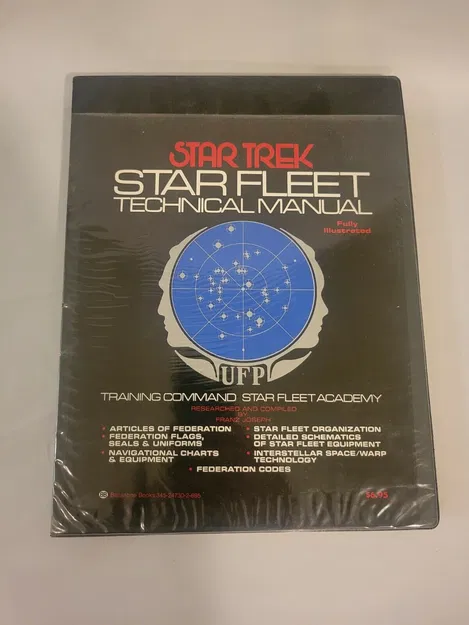 STAR TREK
STAR FLEET
TECHNICAL MANUAL
Fully
Illustrated
UFP
TRAINING COMMAND STAR FLEET ACADEMY
RESEARCHED AND COMPILED
BY
FRANZ JOSEPH
• ARTICLES OF FEDERATION
• FEDERATION FLAGS,
SEALS & UNIFORMS
• NAVIGATIONAL CHARTS
& EQUIPMENT
• STAR FLEET ORGANIZATION
• DETAILED SCHEMATICS
OF STAR FLEET EQUIPMENT
• INTERSTELLAR SPACE/WARP
TECHNOLOGY
• FEDERATION CODES
Ballantine Books
$6.95